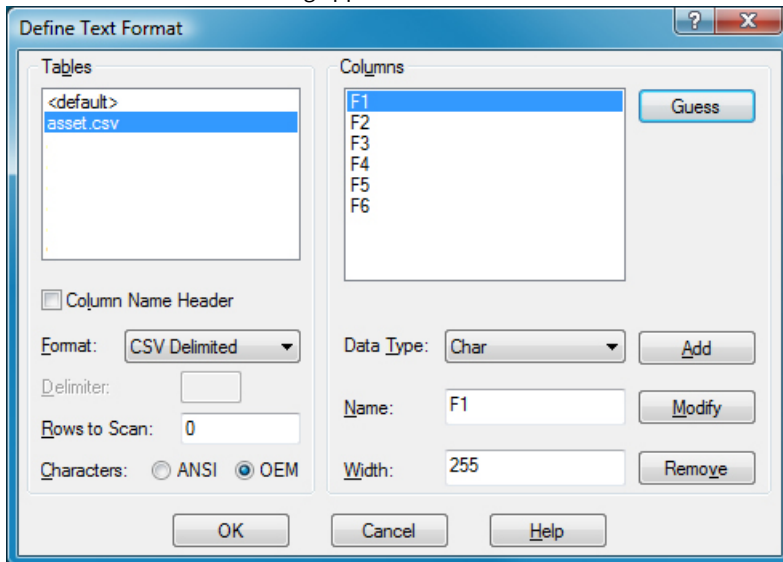 Define Text Format
Tables
<default>
asset.csv
Column Name Header
Format: CSV Delimited
Delimiter:
Rows to Scan: 0
Characters: ANSI OEM
Columns
F1
F2
F3
F4
F5
F6
Guess
Data Type: Char
Add
Name: F1
Modify
Width: 255
Remove
OK
Cancel
Help